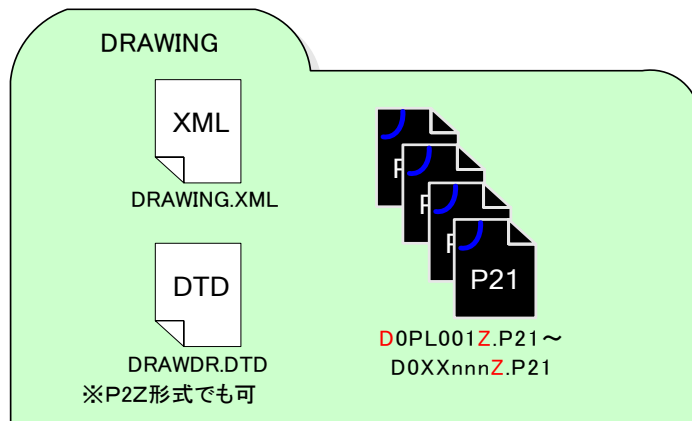 DRAWING
XML
DRAWING.XML
DTD
DRAWDR.DTD
※P2Z形式でも可
P
P
P
P21
D0PL001Z.P21～
D0XXnnnZ.P21